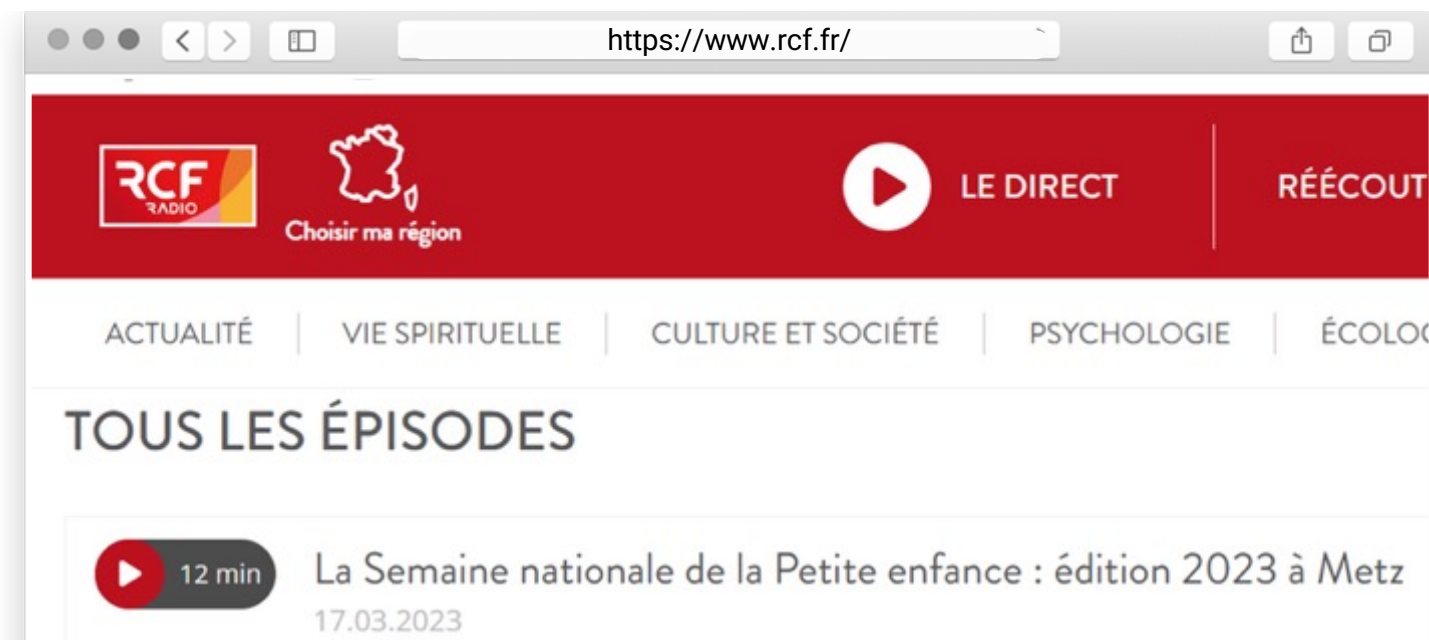 https://www.rcf.fr/
RCF
RADIO
Choisir ma région
LE DIRECT
RÉÉCOUT
ACTUALITÉ
VIE SPIRITUELLE
CULTURE ET SOCIÉTÉ
PSYCHOLOGIE
ÉCOLOG
TOUS LES ÉPISODES
12 min
La Semaine nationale de la Petite enfance : édition 2023 à Metz
17.03.2023